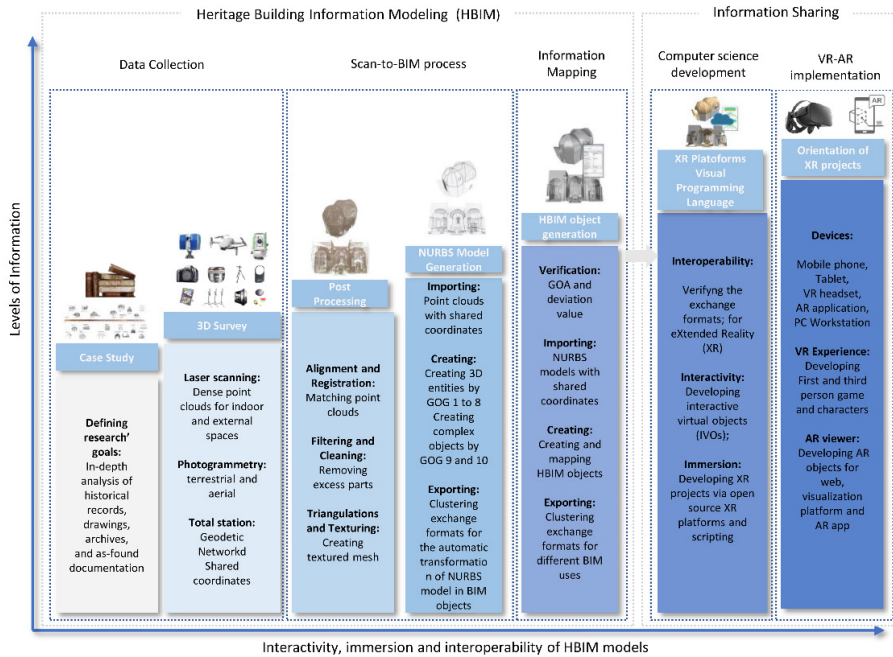 Heritage Building Information Modeling (HBIM)
Information Sharing
Data Collection
Scan-to-BIM process
Information
Mapping
Computer science
development
VR-AR
implementation
Levels of Information
Case Study
Defining
research'
goals:
In-depth
analysis of
historical
records,
drawings,
archives,
and as-found
documentation
3D Survey
Laser scanning:
Dense point
clouds for indoor
and external
spaces
Photogrammetry:
terrestrial and
aerial
Total station:
Geodetic
Networkd
Shared
coordinates
Post
Processing
Alignment and
Registration:
Matching point
clouds
Filtering and
Cleaning:
Removing
excess parts
Triangulations
and Texturing:
Creating
textured mesh
NURBS Model
Generation
Importing:
Point clouds
with shared
coordinates
Creating:
Creating 3D
entities by
GOG 1 to 8
Creating
complex
objects by
GOG 9 and 10
Exporting:
Clustering
exchange
formats for
the automatic
transformatio
n of NURBS
model in BIM
objects
HBIM object
generation
Verification:
GOA and
deviation
value
Importing:
NURBS
models with
shared
coordinates
Creating:
Creating and
mapping
HBIM objects
Exporting:
Clustering
exchange
formats for
different BIM
uses
XR Platoforms
Visual
Programming
Language
Interoperability:
Verifyng the
exchange
formats; for
eXtended Reality
(XR)
Interactivity:
Developing
interactive
virtual objects
(IVOs);
Immersion:
Developing XR
projects via open
source XR
platforms and
scripting
AR
Orientation of
XR projects
Devices:
Mobile phone,
Tablet,
VR headset,
AR application,
PC Workstation
VR Experience:
Developing
First and third
person game
and characters
AR viewer:
Developing AR
objects for
web,
visualization
platform and
AR app
Interactivity, immersion and interoperability of HBIM models